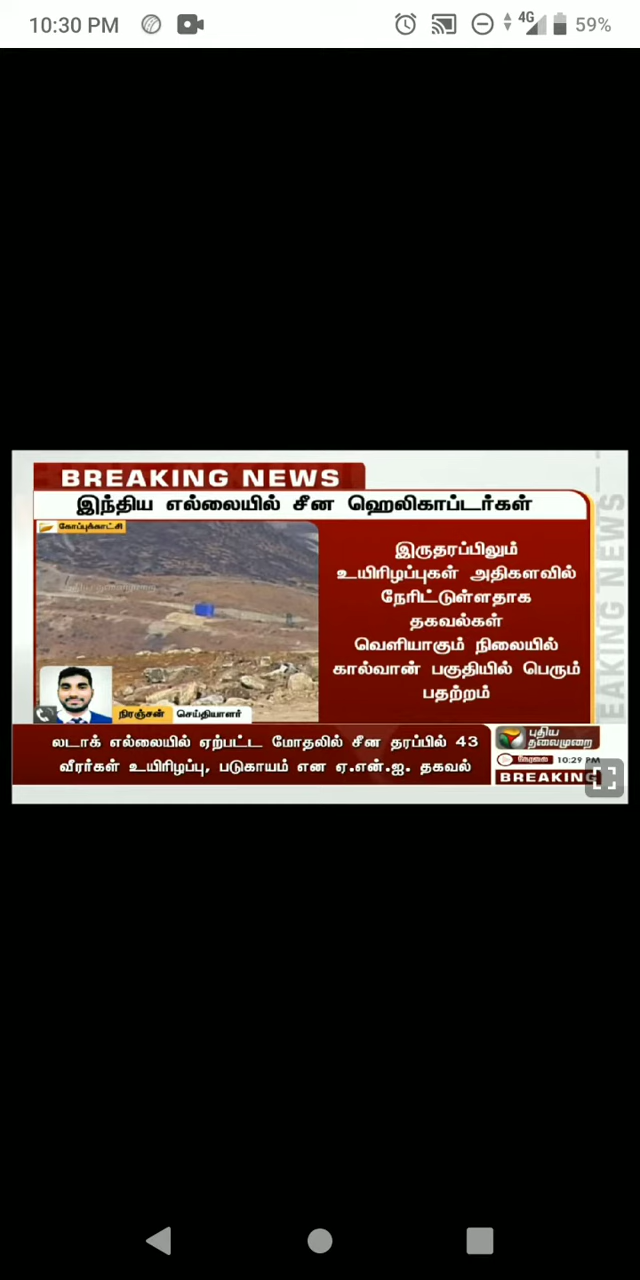 10:30 PM
4G
59%
BREAKING NEWS
இந்திய எல்லையில் சீன ஹெலிகாப்டர்கள்
கோப்புக்காட்சி
இருதரப்பிலும்
உயிரிழப்புகள் அதிகளவில்
நேரிட்டுள்ளதாக
தகவல்கள்
வெளியாகும் நிலையில்
கால்வான் பகுதியில் பெரும்
பதற்றம்
நிரஞ்சன் செய்தியாளர்
லடாக் எல்லையில் ஏற்பட்ட மோதலில் சீன தரப்பில் 43
வீரர்கள் உயிரிழப்பு, படுகாயம் என ஏ.என்.ஐ. தகவல்
புதிய
தலைமுறை
நேரலை 10:29 PM
BREAKING
EAKING NEWS